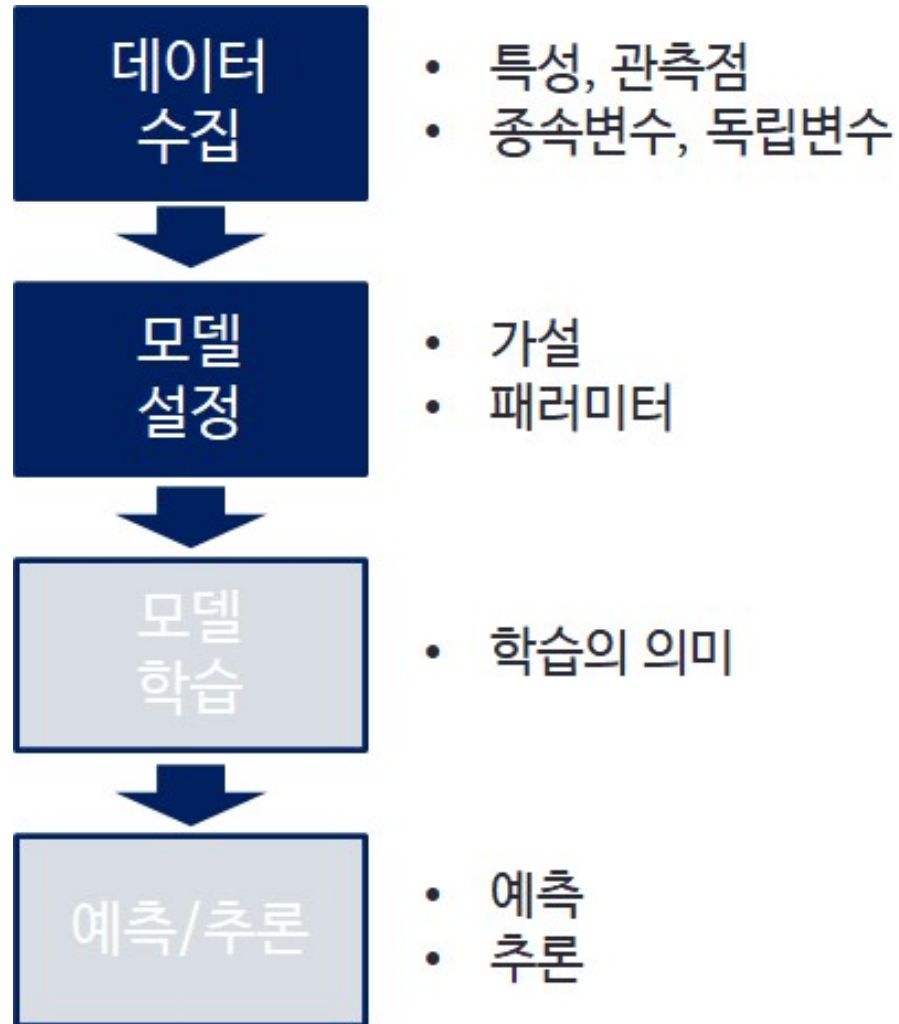 데이터
수집
• 특성, 관측점
• 종속변수, 독립변수
모델
설정
• 가설
• 패러미터
모델
학습
• 학습의 의미
예측/추론
• 예측
• 추론